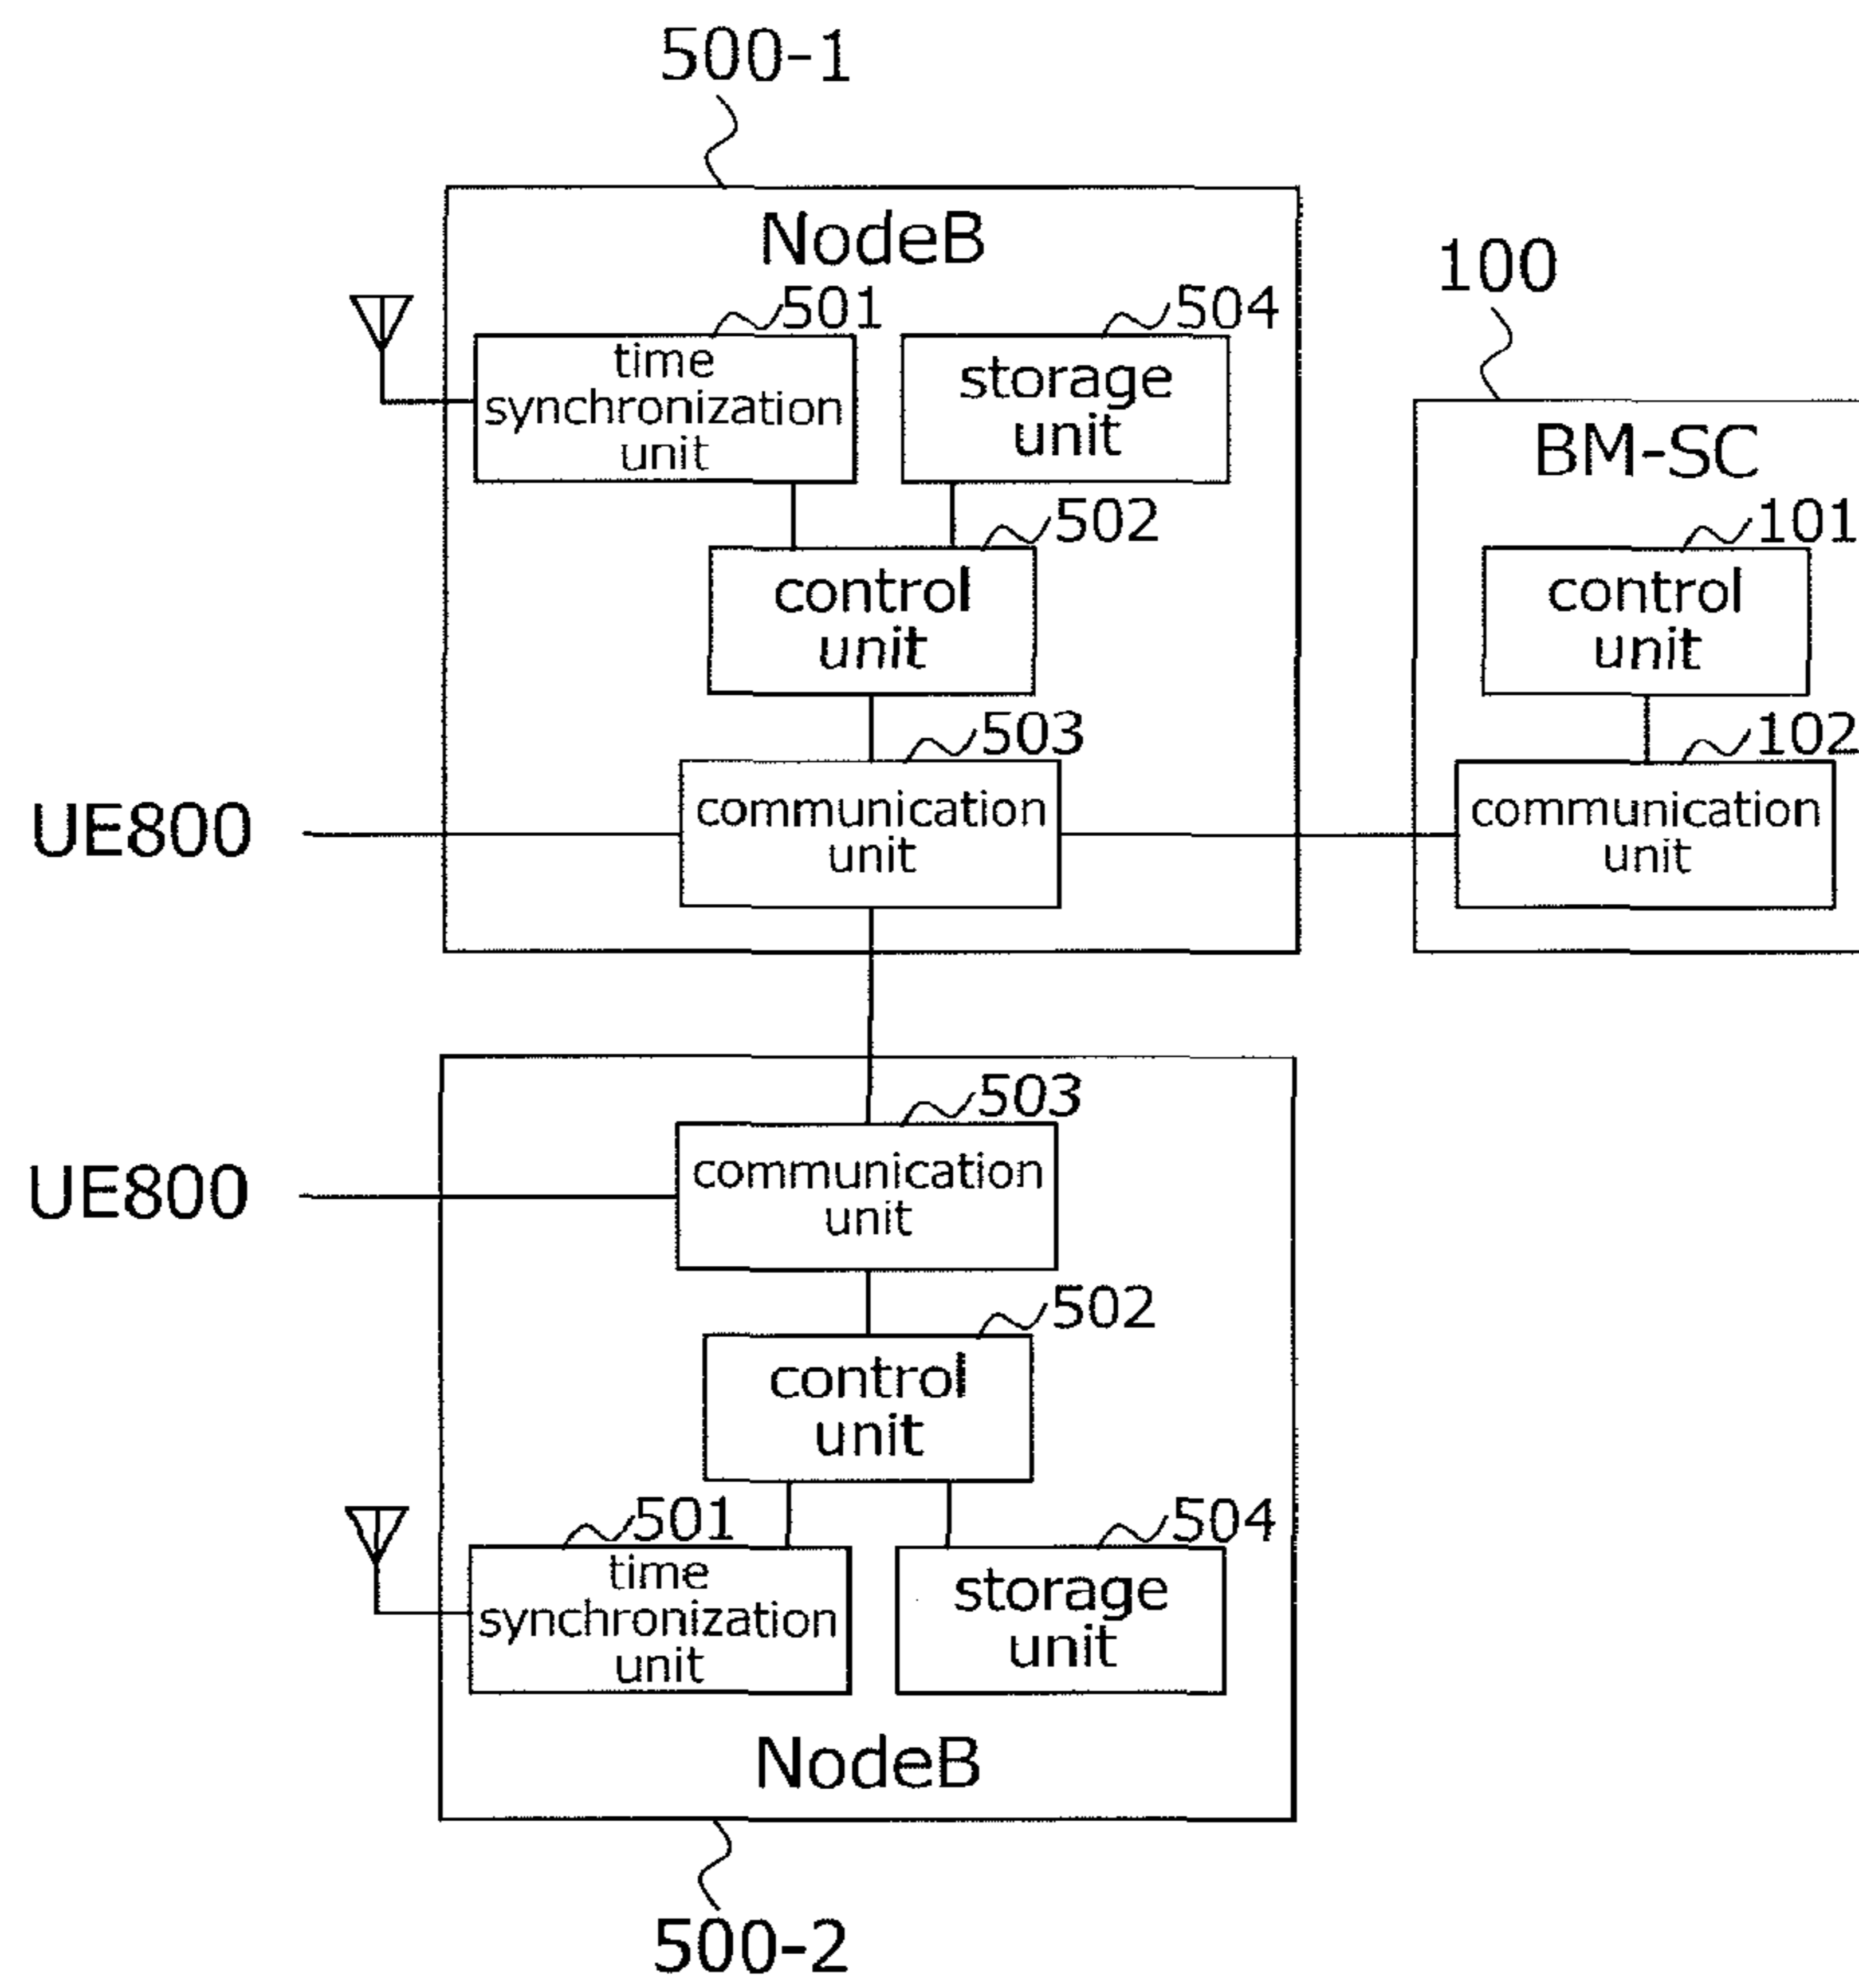 500-1
NodeB
100
501
504
time
synchronization
unit
storage
unit
BM-SC
502
101
control
unit
control
unit
503
102
UE800
communication
unit
communication
unit
503
UE800
communication
unit
502
control
unit
501
504
time
synchronization
unit
storage
unit
NodeB
500-2